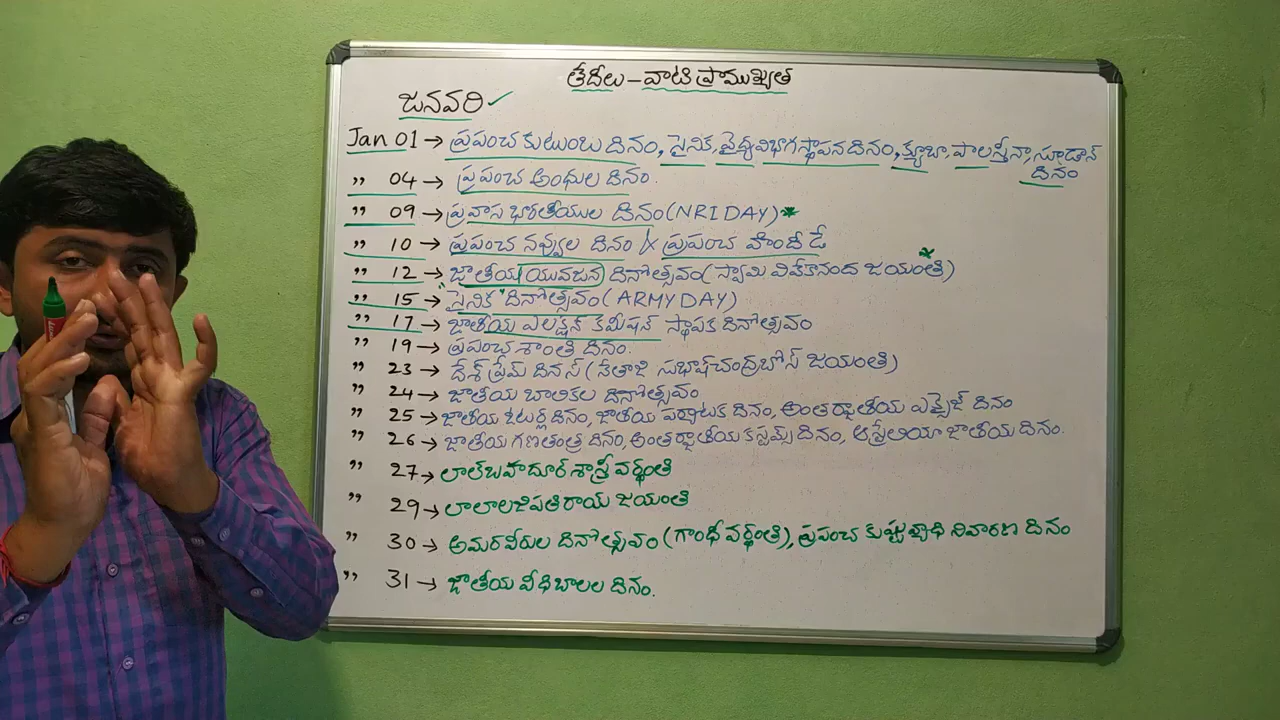 తేదీలు - వాటి ప్రాముఖ్యత
జనవరి ✓
Jan 01 → ప్రపంచ కుటుంబ దినం, సైనిక, వైద్యవిభాగస్థాపన దినం, క్యూబా, పాలస్తీనా, సూడాన్
దినం
" 04 → ప్రపంచ అంధుల దినం.
" 09 → ప్రవాస భారతీయుల దినం (NRI DAY) *
" 10 → ప్రపంచ నవ్వుల దినం X ప్రపంచ హిందీ డే
" 12 → జాతీయ యువజన దినోత్సవం (స్వామి వివేకానంద జయంతి)
" 15 → సైనిక దినోత్సవం (ARMY DAY)
" 17 → జాతీయ ఎలక్షన్ కమీషన్ స్థాపక దినోత్సవం
" 19 → ప్రపంచ శాంతి దినం.
" 23 → దేశ్ ప్రేమ్ దినస్ (నేతాజి సుభాష్ చంద్రబోస్ జయంతి)
" 24 → జాతీయ బాలికల దినోత్సవం
" 25 → జాతీయ ఓటర్ల దినం, జాతీయ పర్యాటక దినం, అంతర్జాతీయ ఎక్సైజ్ దినం
" 26 → జాతీయ గణతంత్ర దినం, అంతర్జాతీయ కస్టమ్స్ దినం, ఆస్ట్రేలియా జాతీయ దినం.
" 27 → లాల్ బహదూర్ శాస్త్రి వర్థంతి
" 29 → లాలాలజపతిరాయ్ జయంతి
" 30 → అమరవీరుల దినోత్సవం (గాంధీ వర్థంతి), ప్రపంచ కుష్టువ్యాధి నివారణ దినం
" 31 → జాతీయ వీధిబాలల దినం.